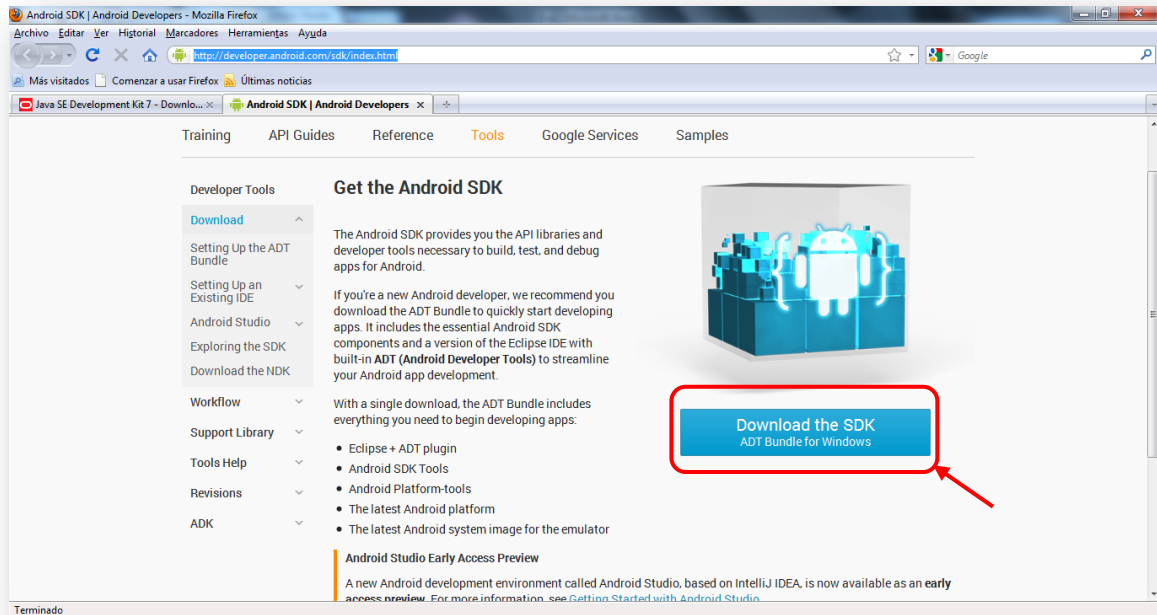 Android SDK | Android Developers - Mozilla Firefox
Archivo Editar Ver Historial Marcadores Herramientas Ayuda
http://developer.android.com/sdk/index.html
Google
Más visitados Comenzar a usar Firefox Últimas noticias
Java SE Development Kit 7 - Downlo...
Android SDK | Android Developers
Training API Guides Reference Tools Google Services Samples
Developer Tools
Download
Setting Up the ADT
Bundle
Setting Up an
Existing IDE
Android Studio
Exploring the SDK
Download the NDK
Workflow
Support Library
Tools Help
Revisions
ADK
Get the Android SDK
The Android SDK provides you the API libraries and
developer tools necessary to build, test, and debug
apps for Android.
If you're a new Android developer, we recommend you
download the ADT Bundle to quickly start developing
apps. It includes the essential Android SDK
components and a version of the Eclipse IDE with
built-in ADT (Android Developer Tools) to streamline
your Android app development.
With a single download, the ADT Bundle includes
everything you need to begin developing apps:
• Eclipse + ADT plugin
• Android SDK Tools
• Android Platform-tools
• The latest Android platform
• The latest Android system image for the emulator
Download the SDK
ADT Bundle for Windows
Android Studio Early Access Preview
A new Android development environment called Android Studio, based on IntelliJ IDEA, is now available as an early
access preview. For more information, see Getting Started with Android Studio
Terminado